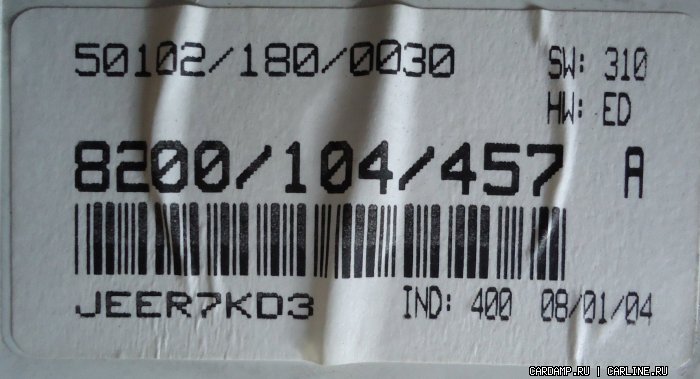 50102/180/0030 SW: 310
HW: ED
8200/104/457 A
JEER7KD3 IND: 400 08/01/04
CARDAMP.RU | CARLINE.RU